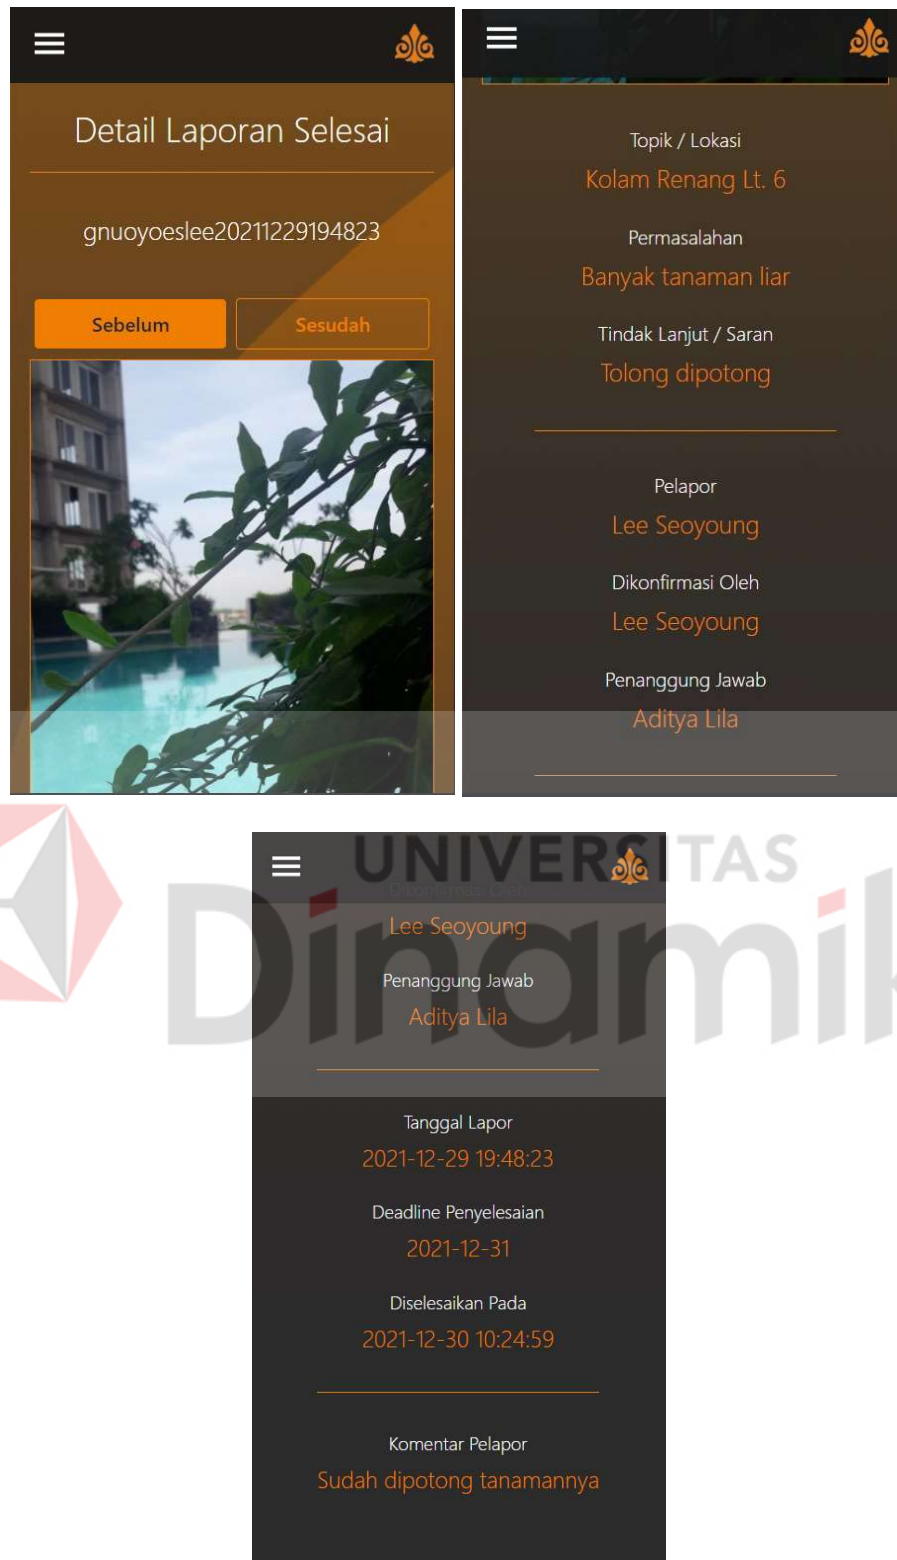 Detail Laporan Selesai
gnuoyoeslee20211229194823
Sebelum
Sesudah
Topik / Lokasi
Kolam Renang Lt. 6
Permasalahan
Banyak tanaman liar
Tindak Lanjut / Saran
Tolong dipotong
Pelapor
Lee Seoyoung
Dikonfirmasi Oleh
Lee Seoyoung
Penanggung Jawab
Aditya Lila
UNIVERSITAS
Dinamik
Dikonfirmasi Oleh
Lee Seoyoung
Penanggung Jawab
Aditya Lila
Tanggal Lapor
2021-12-29 19:48:23
Deadline Penyelesaian
2021-12-31
Diselesaikan Pada
2021-12-30 10:24:59
Komentar Pelapor
Sudah dipotong tanamannya